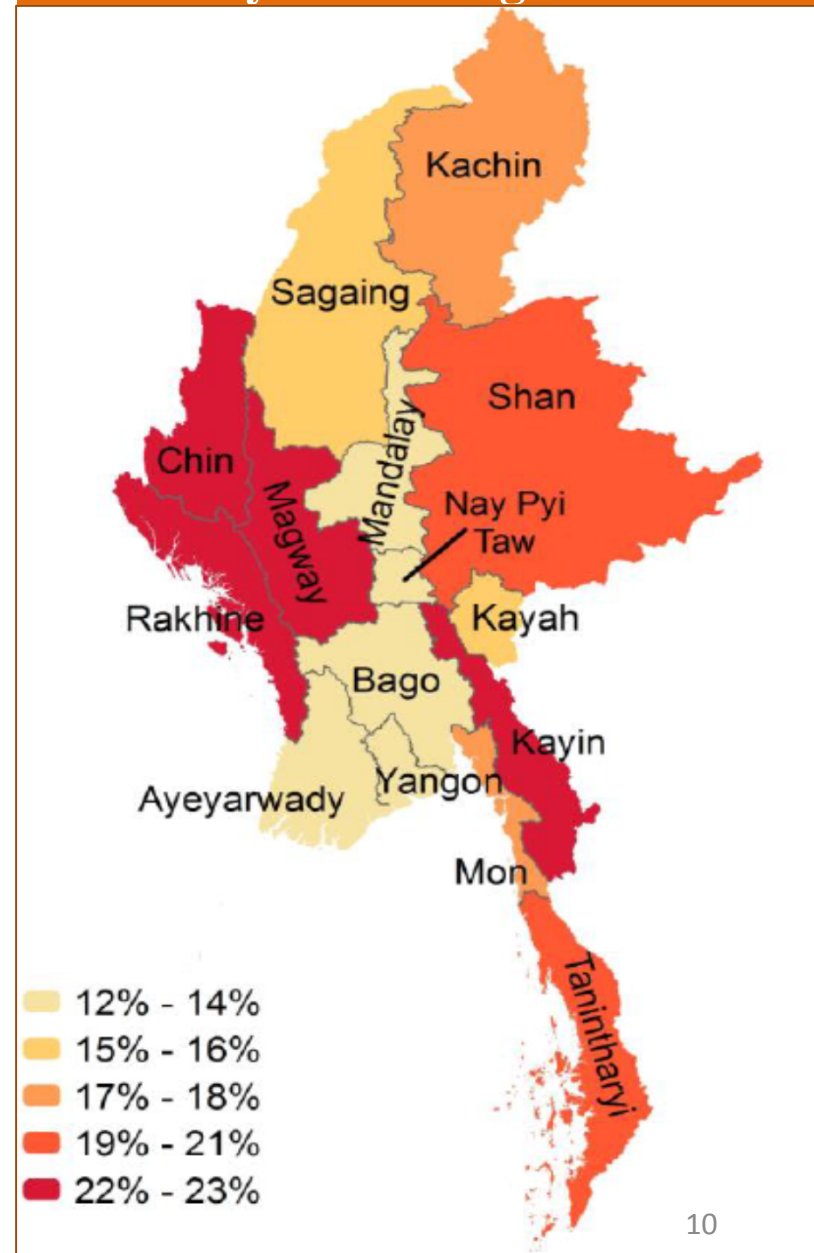 Kachin
Sagaing
Shan
Chin
Mandalay
Magway
Nay Pyi
Taw
Rakhine
Kayah
Bago
Kayin
Yangon
Ayeyarwady
Mon
Tanintharyi
12% - 14%
15% - 16%
17% - 18%
19% - 21%
22% - 23%
10